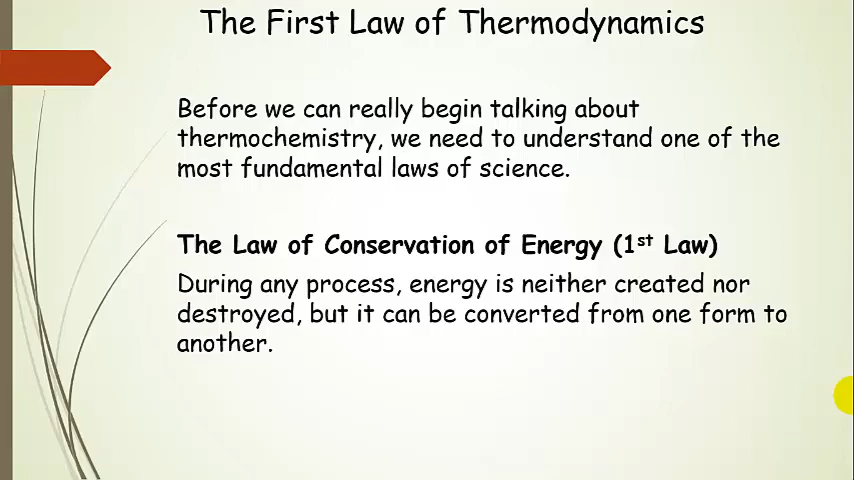 The First Law of Thermodynamics
Before we can really begin talking about
thermochemistry, we need to understand one of the
most fundamental laws of science.
The Law of Conservation of Energy (1st Law)
During any process, energy is neither created nor
destroyed, but it can be converted from one form to
another.